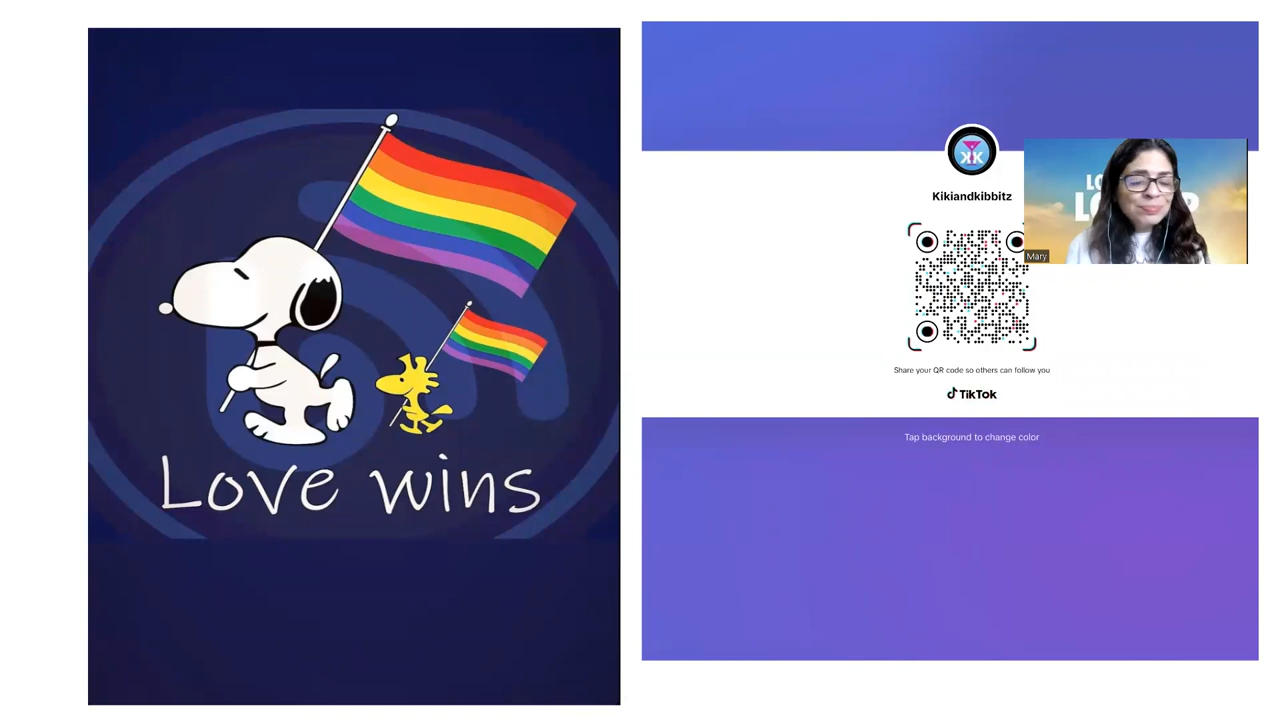 Love wins
KK
Kikiandkibbitz
Mary
Share your QR code so others can follow you
TikTok
Tap background to change color